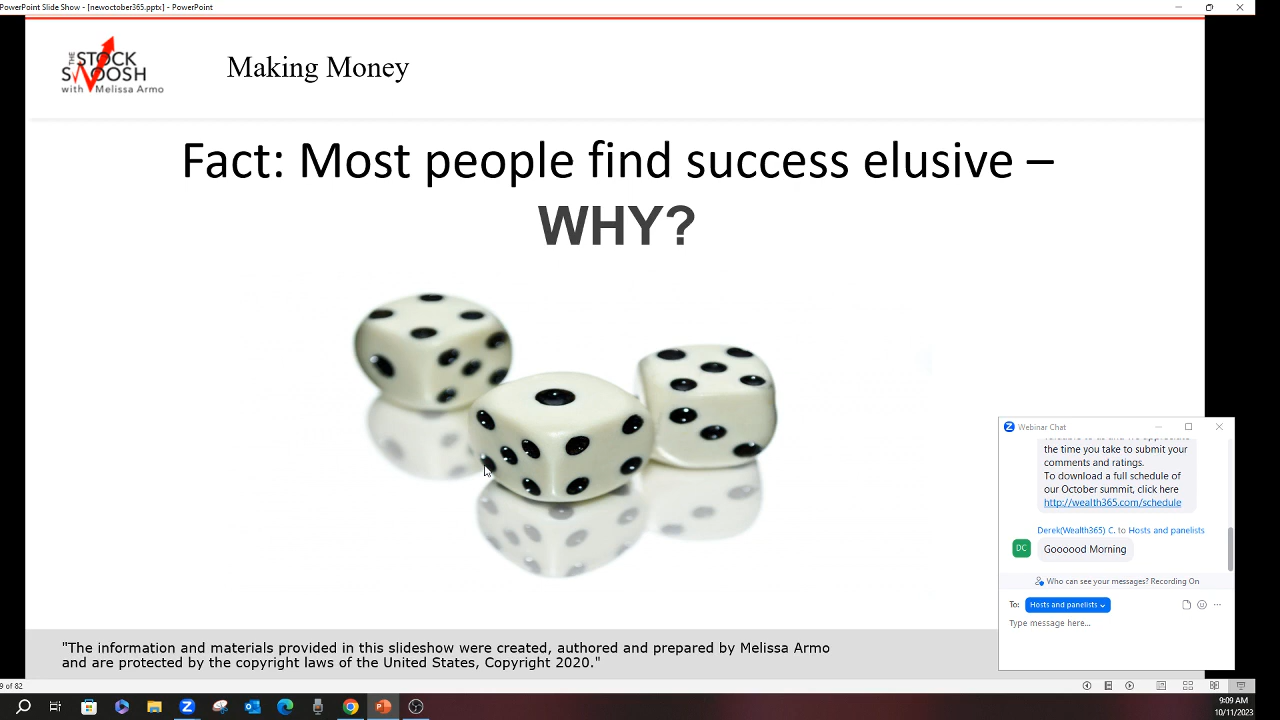 PowerPoint Slide Show - [newoctober365.pptx] - PowerPoint
THE STOCK
SWOOSH
with Melissa Armo
Making Money
Fact: Most people find success elusive –
WHY?
Webinar Chat
the time you take to submit your
comments and ratings.
To download a full schedule of
our October summit, click here
http://wealth365.com/schedule
Derek(Wealth365) C. to Hosts and panelists
DC
Goooood Morning
Who can see your messages? Recording On
To: Hosts and panelists
Type message here...
"The information and materials provided in this slideshow were created, authored and prepared by Melissa Armo
and are protected by the copyright laws of the United States, Copyright 2020."
9 of 82
9:09 AM
10/11/2023